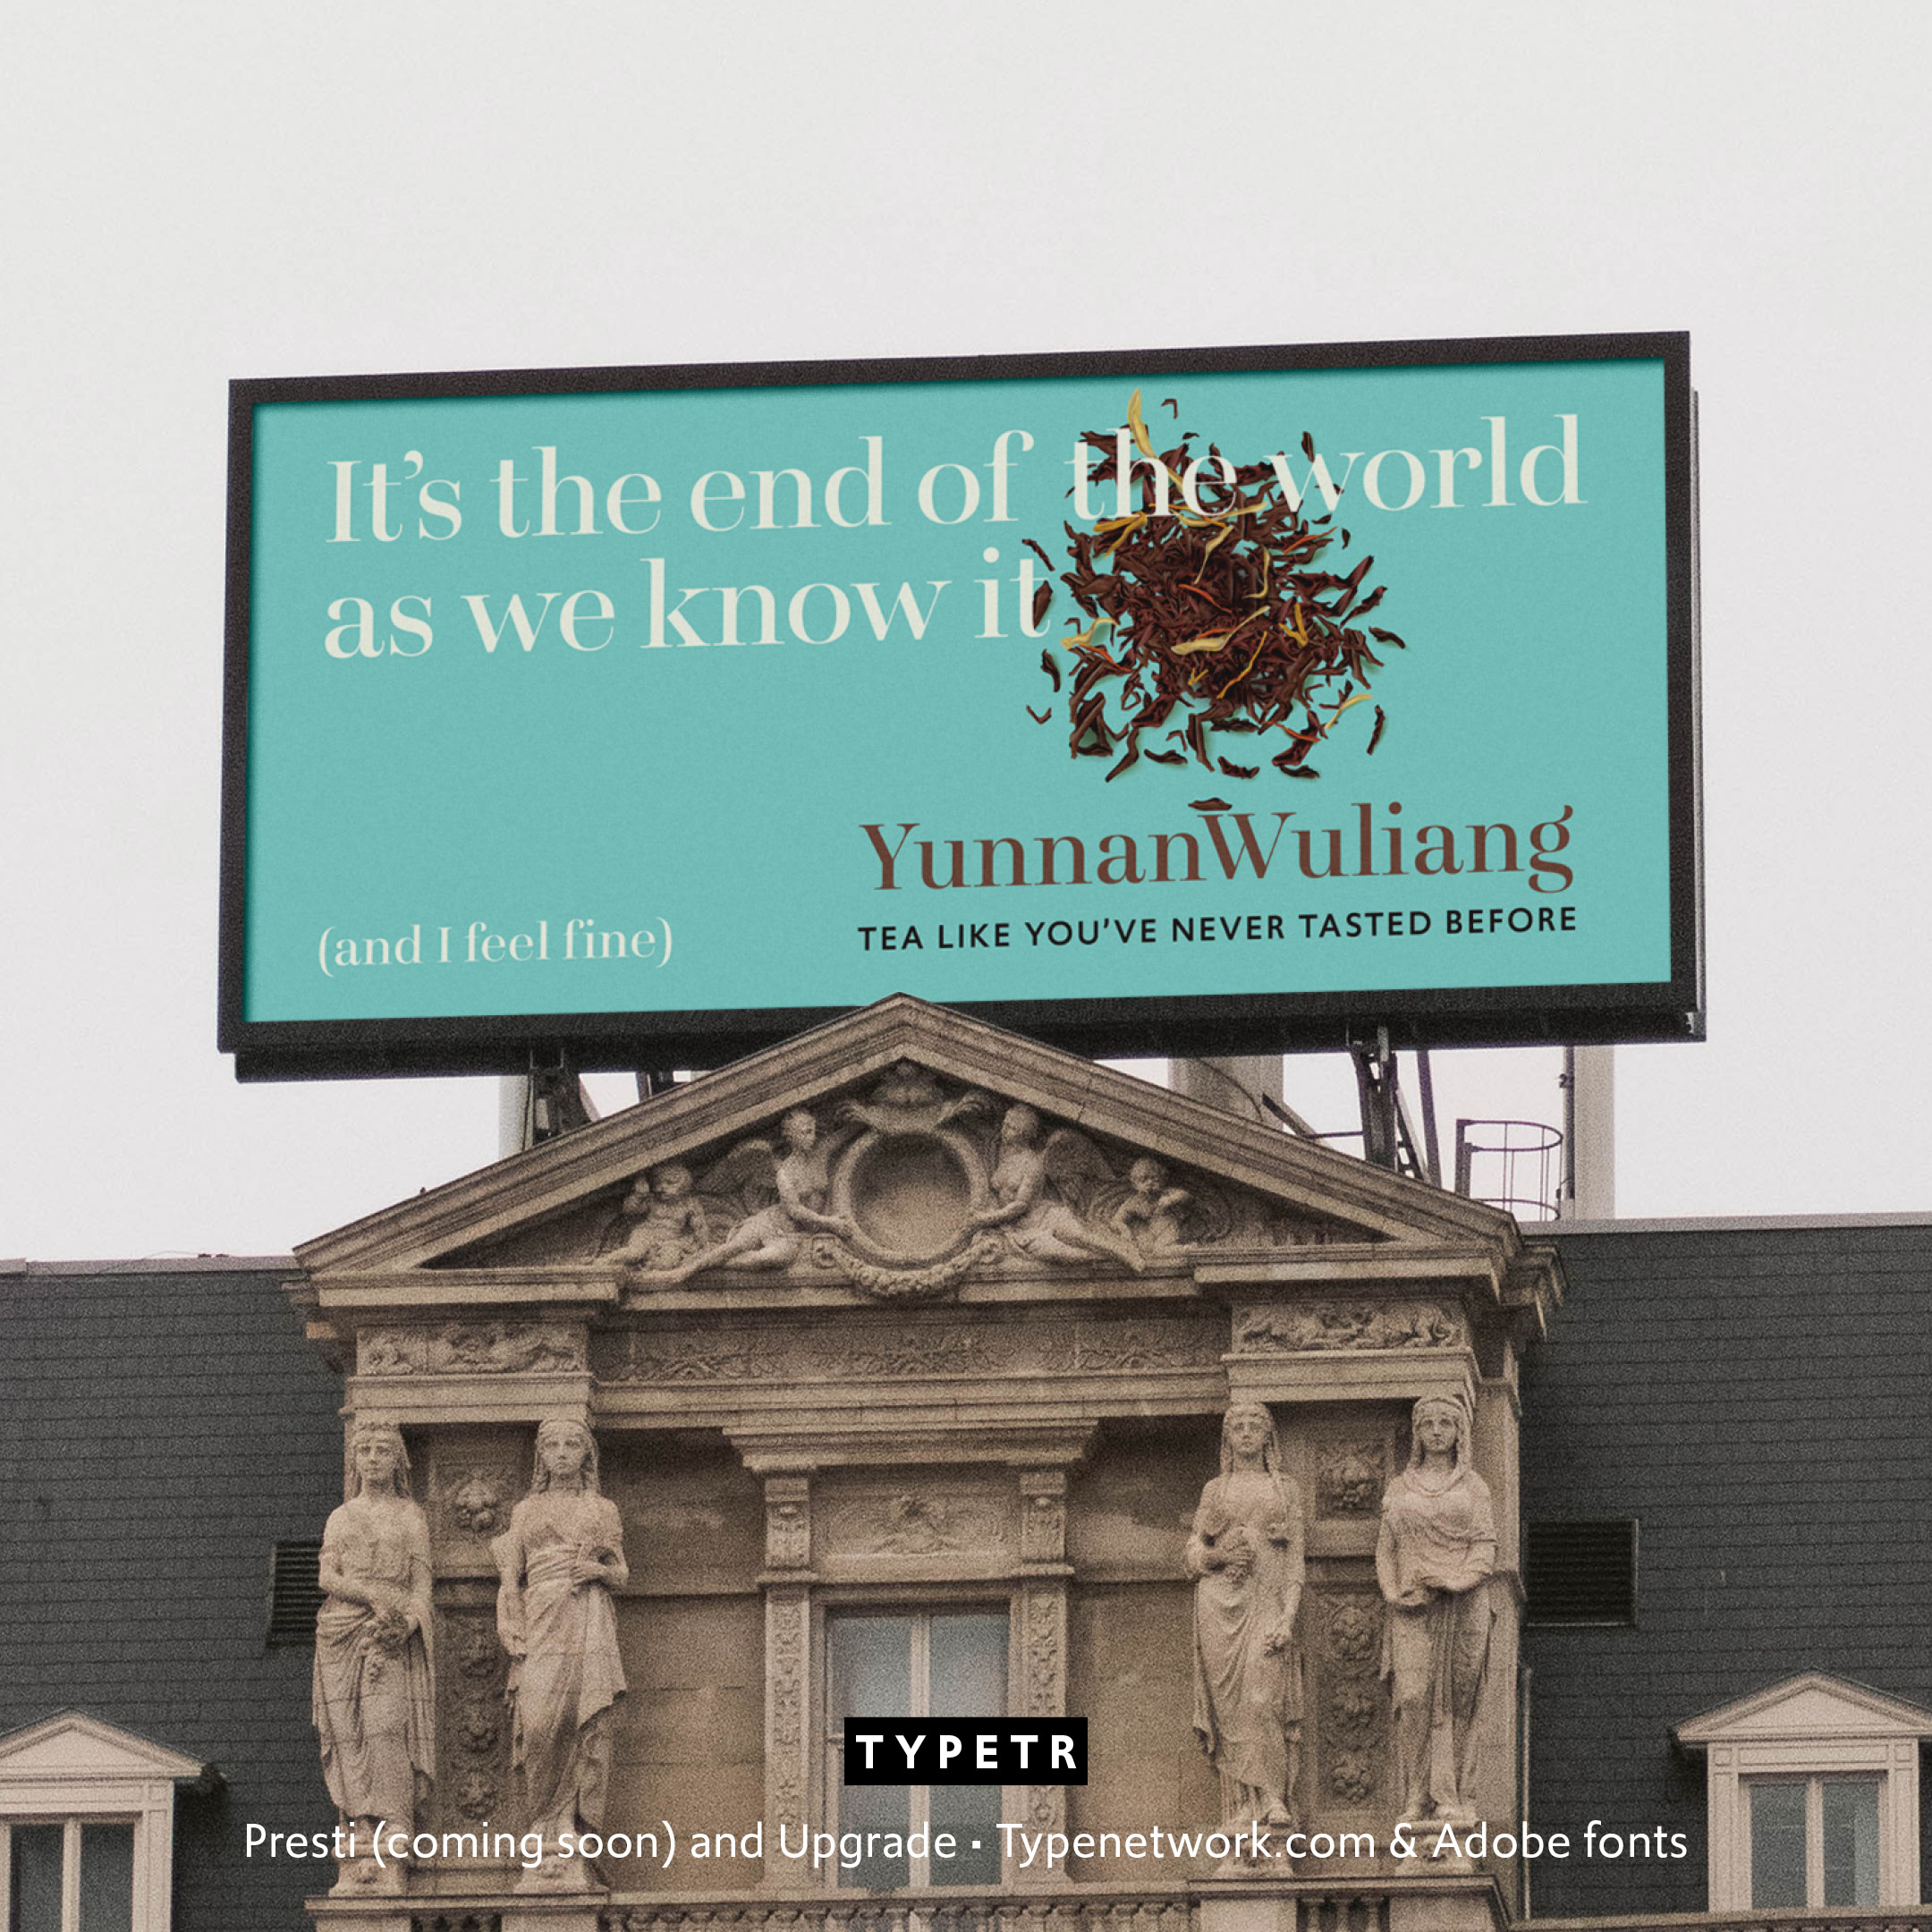 It’s the end of the world
as we know it
YunnanWuliang
(and I feel fine)
TEA LIKE YOU’VE NEVER TASTED BEFORE
TYPETR
Presti (coming soon) and Upgrade ▪ Typenetwork.com & Adobe fonts